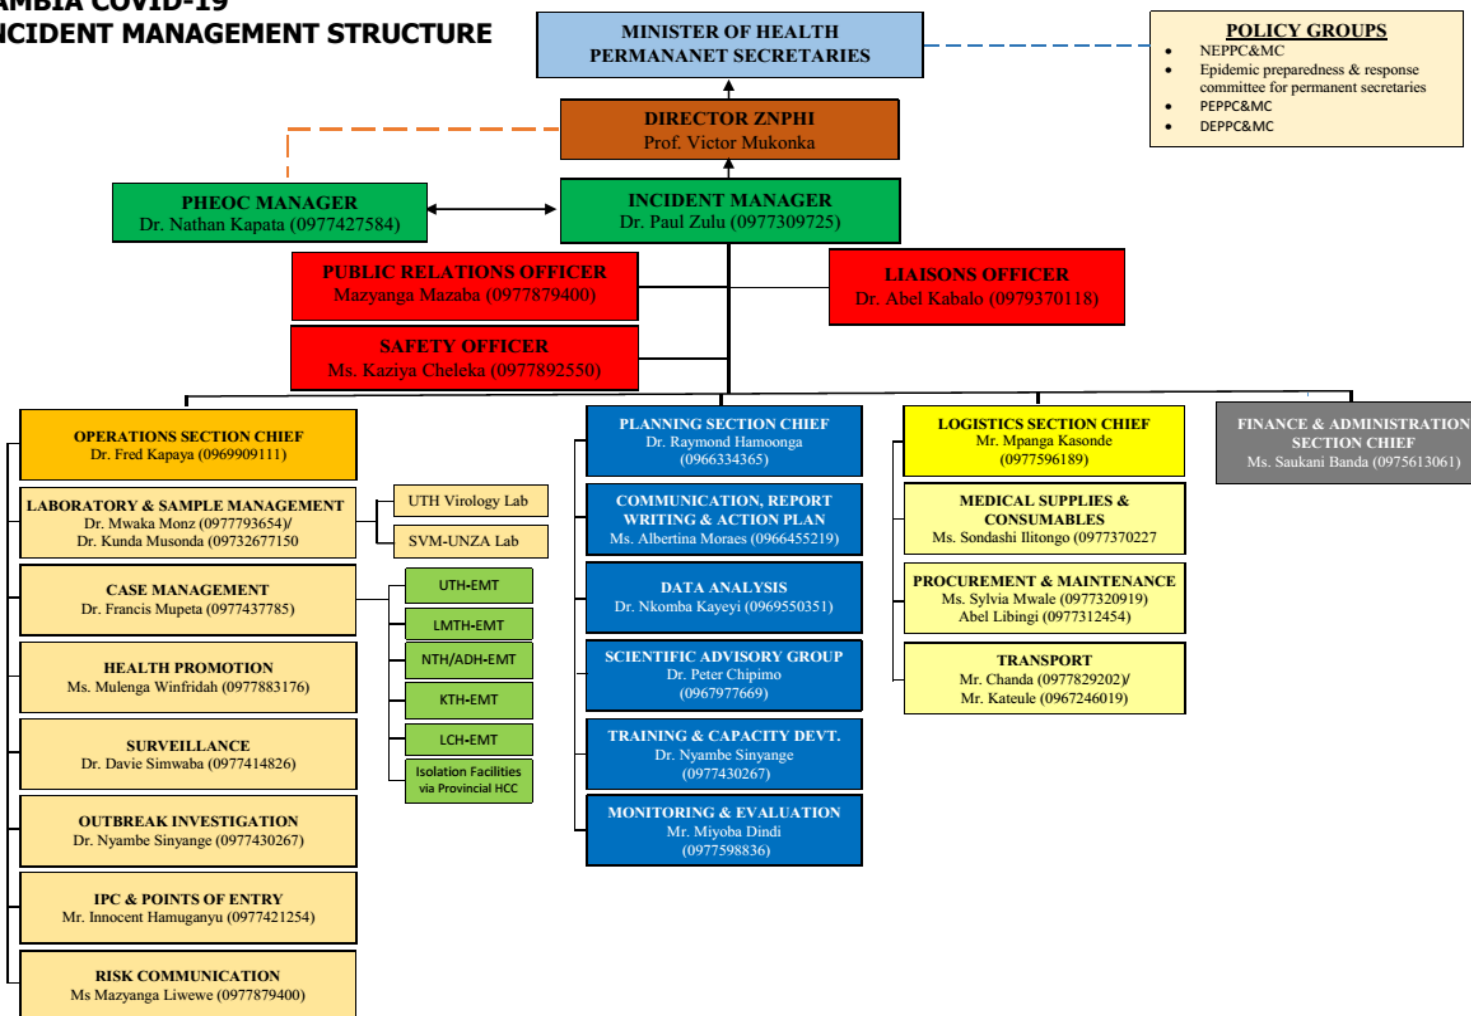 AMBIA COVID-19
NCIDENT MANAGEMENT STRUCTURE
MINISTER OF HEALTH
PERMANANET SECRETARIES
POLICY GROUPS
• NEPPC&MC
• Epidemic preparedness & response
committee for permanent secretaries
• PEPPC&MC
• DEPPC&MC
DIRECTOR ZNPHI
Prof. Victor Mukonka
PHEOC MANAGER
Dr. Nathan Kapata (0977427584)
INCIDENT MANAGER
Dr. Paul Zulu (0977309725)
PUBLIC RELATIONS OFFICER
Mazyanga Mazaba (0977879400)
LIAISONS OFFICER
Dr. Abel Kabalo (0979370118)
SAFETY OFFICER
Ms. Kaziya Cheleka (0977892550)
OPERATIONS SECTION CHIEF
Dr. Fred Kapaya (0969909111)
LABORATORY & SAMPLE MANAGEMENT
Dr. Mwaka Monz (0977793654)/
Dr. Kunda Musonda (09732677150
UTH Virology Lab
SVM-UNZA Lab
CASE MANAGEMENT
Dr. Francis Mupeta (0977437785)
UTH-EMT
LMTH-EMT
NTH/ADH-EMT
KTH-EMT
LCH-EMT
Isolation Facilities
via Provincial HCC
HEALTH PROMOTION
Ms. Mulenga Winfridah (0977883176)
SURVEILLANCE
Dr. Davie Simwaba (0977414826)
OUTBREAK INVESTIGATION
Dr. Nyambe Sinyange (0977430267)
IPC & POINTS OF ENTRY
Mr. Innocent Hamuganyu (0977421254)
RISK COMMUNICATION
Ms Mazyanga Liwewe (0977879400)
PLANNING SECTION CHIEF
Dr. Raymond Hamoonga
(0966334365)
COMMUNICATION, REPORT
WRITING & ACTION PLAN
Ms. Albertina Moraes (0966455219)
DATA ANALYSIS
Dr. Nkomba Kayeyi (0969550351)
SCIENTIFIC ADVISORY GROUP
Dr. Peter Chipimo
(0967977669)
TRAINING & CAPACITY DEVT.
Dr. Nyambe Sinyange
(0977430267)
MONITORING & EVALUATION
Mr. Miyoba Dindi
(0977598836)
LOGISTICS SECTION CHIEF
Mr. Mpanga Kasonde
(0977596189)
MEDICAL SUPPLIES &
CONSUMABLES
Ms. Sondashi Ilitongo (0977370227
PROCUREMENT & MAINTENANCE
Ms. Sylvia Mwale (0977320919)
Abel Libingi (0977312454)
TRANSPORT
Mr. Chanda (0977829202)/
Mr. Kateule (0967246019)
FINANCE & ADMINISTRATION
SECTION CHIEF
Ms. Saukani Banda (0975613061)